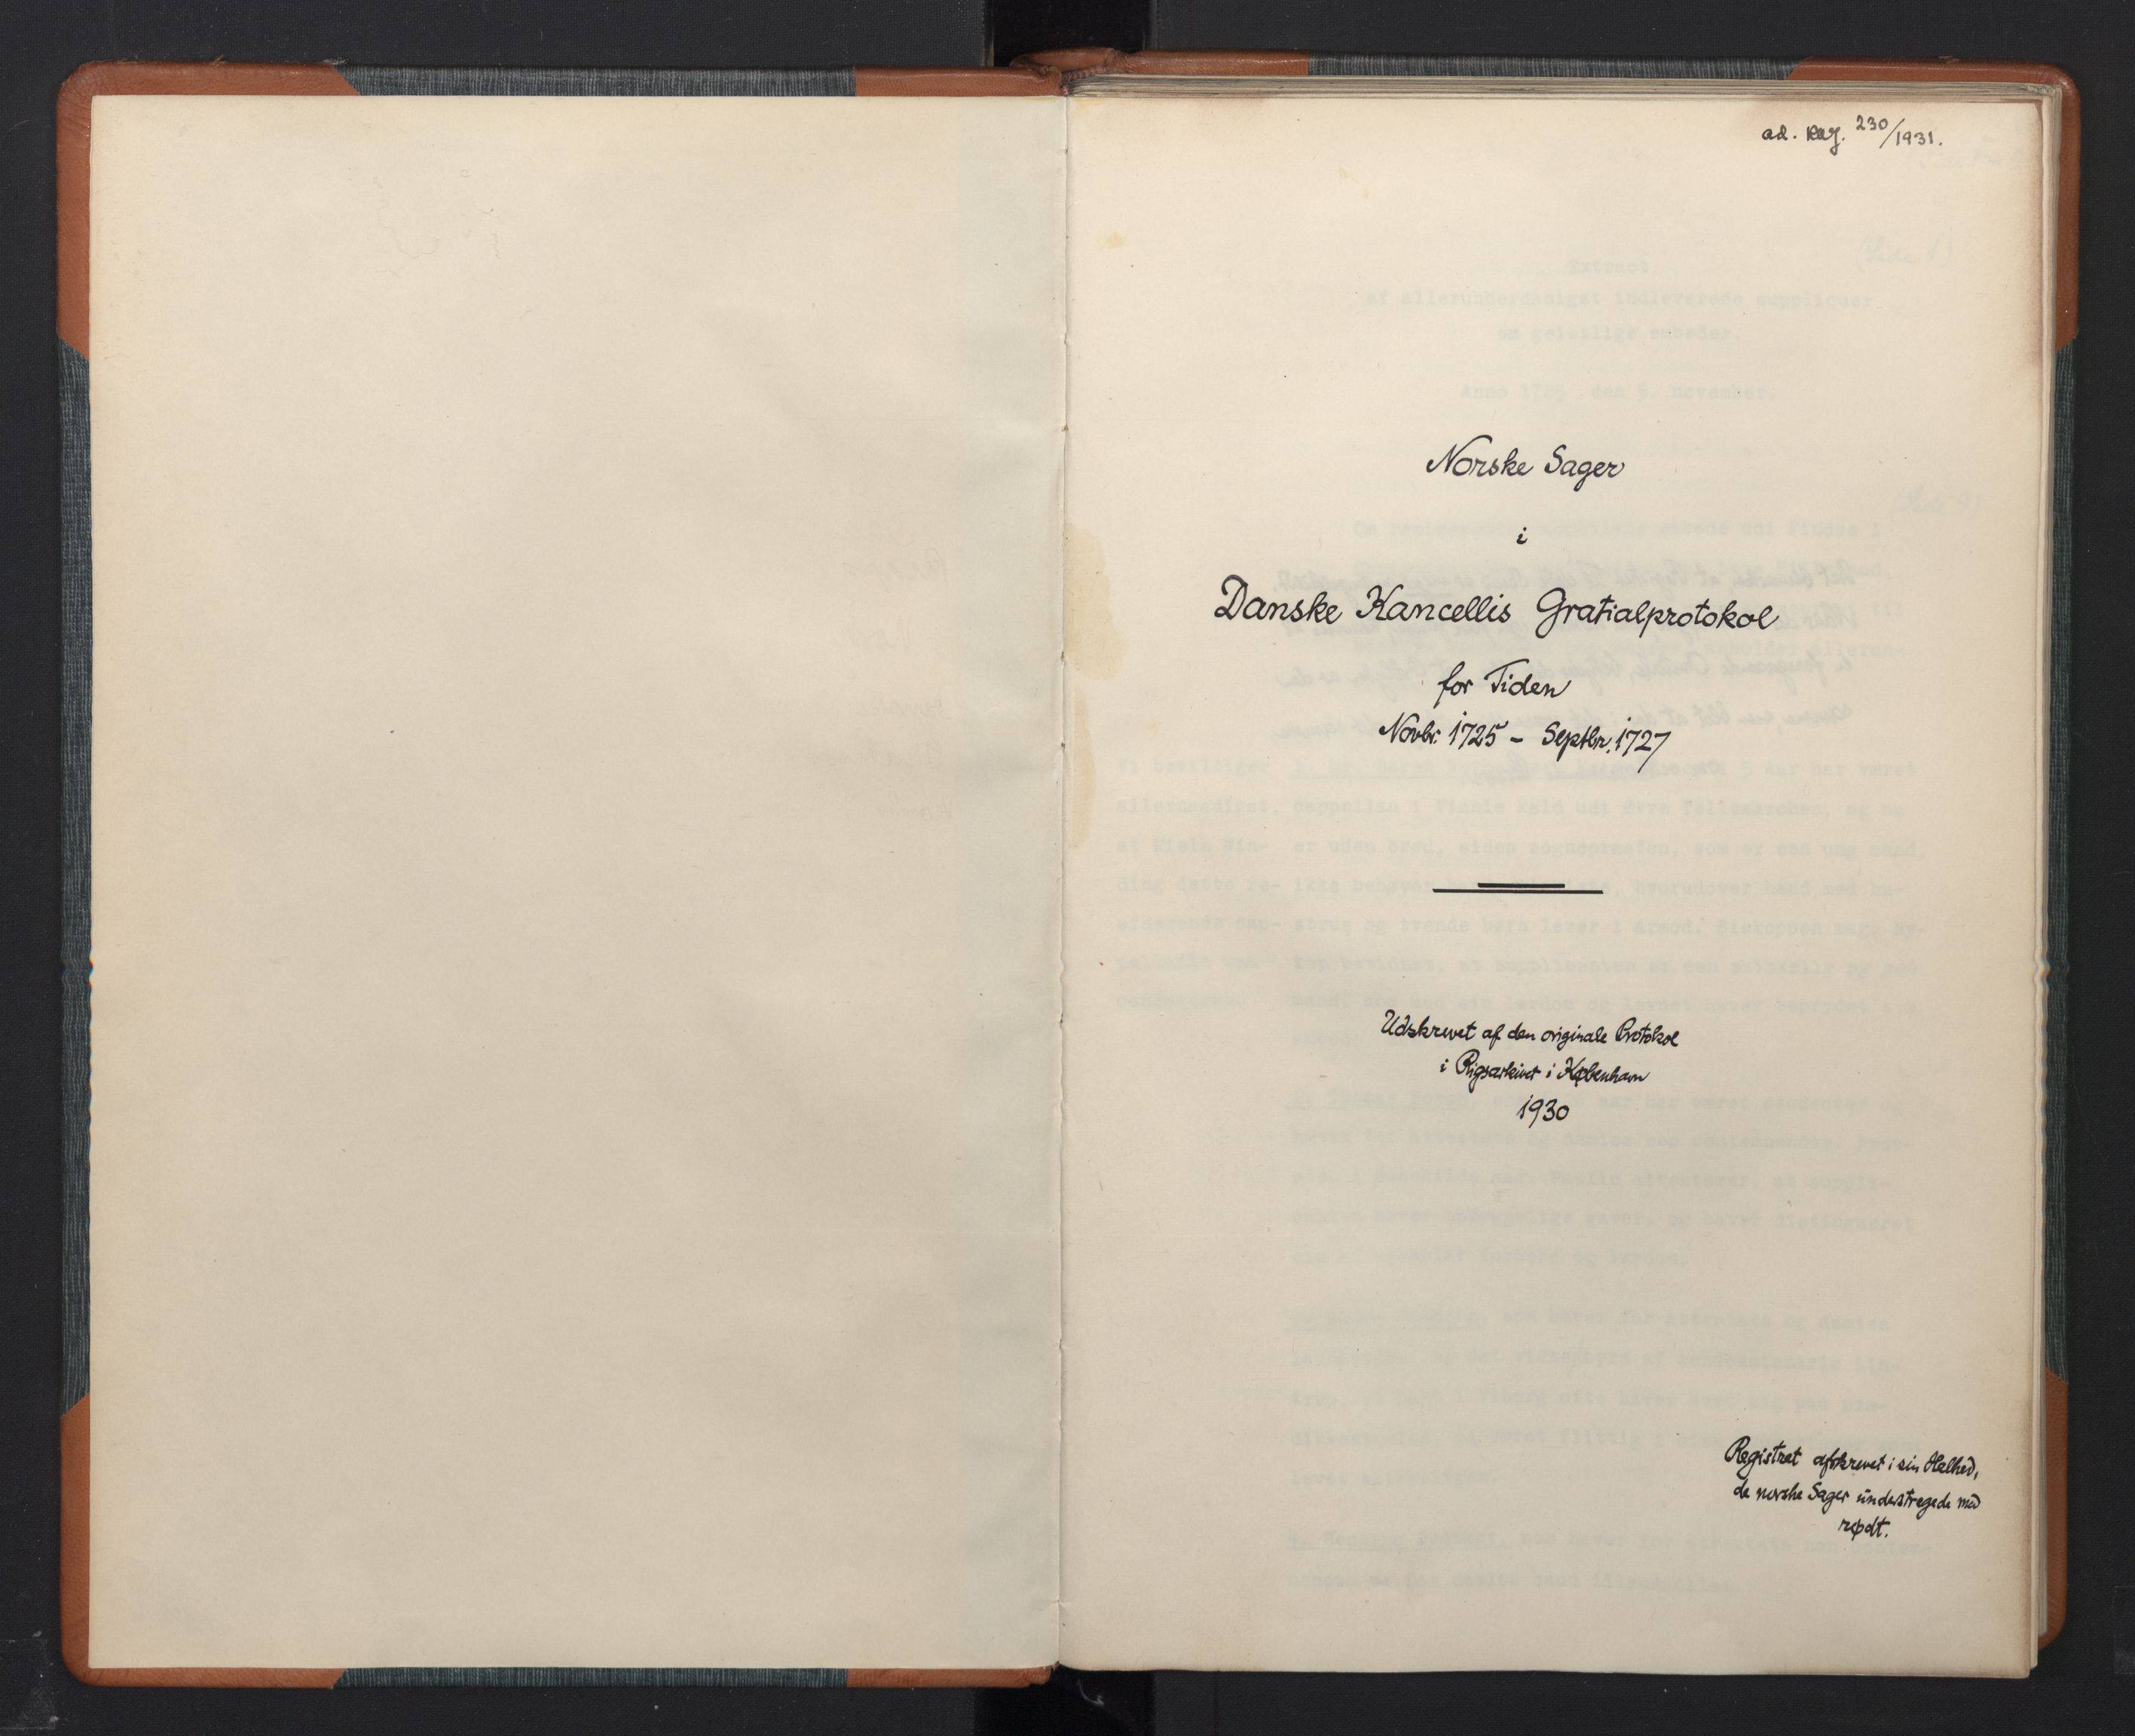 ad. Reg. 230/1931.
Norske Sager
i
Danske Kancellis Gratialprotokol
for Tiden
Novbr. 1725 - Septbr. 1727
Udskrevet af den originale Protokol
i Rigsarkivet i København
1930
Registret afskrevet i sin Helhed,
de norske Sager understregede med
rødt.